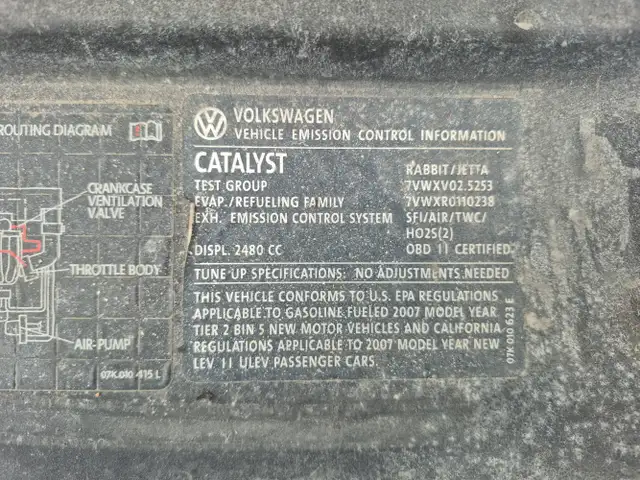 ROUTING DIAGRAM
CRANKCASE
VENTILATION
VALVE
THROTTLE BODY
AIR-PUMP
07K 010 415 L
VOLKSWAGEN
VEHICLE EMISSION CONTROL INFORMATION
CATALYST RABBIT/JETTA
TEST GROUP 7VWXV02.5253
EVAP./REFUELING FAMILY 7VWXR0110238
EXH. EMISSION CONTROL SYSTEM SFI/AIR/TWC/
HO2S(2)
DISPL. 2480 CC OBD II CERTIFIED
TUNE UP SPECIFICATIONS: NO ADJUSTMENTS NEEDED
THIS VEHICLE CONFORMS TO U.S. EPA REGULATIONS
APPLICABLE TO GASOLINE FUELED 2007 MODEL YEAR
TIER 2 BIN 5 NEW MOTOR VEHICLES AND CALIFORNIA
REGULATIONS APPLICABLE TO 2007 MODEL YEAR NEW
LEV II ULEV PASSENGER CARS.
07K 010 623 E